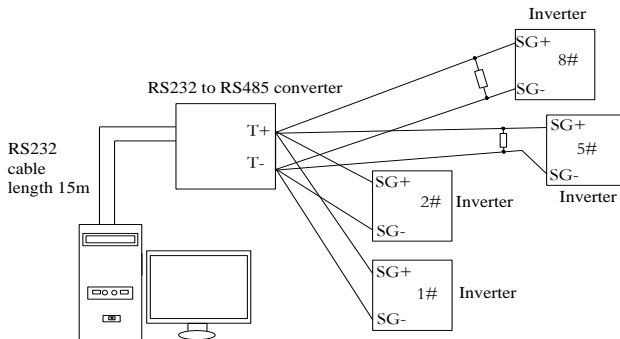 Inverter
SG+
8#
SG-
RS232 to RS485 converter
T+
T-
SG+
5#
SG-
Inverter
RS232
cable
length 15m
SG+
2#
Inverter
SG-
SG+
1#
Inverter
SG-